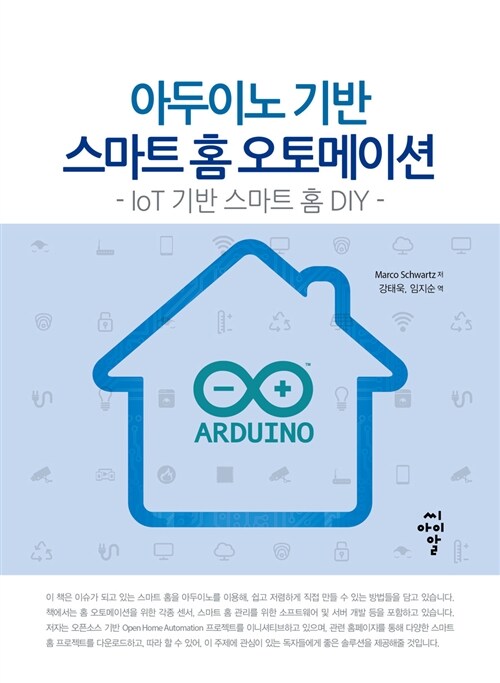 아두이노 기반
스마트 홈 오토메이션
- IoT 기반 스마트 홈 DIY -
Marco Schwartz 저
강태욱, 임지순 역
TM
ARDUINO
씨
아이
알
이 책은 이슈가 되고 있는 스마트 홈을 아두이노를 이용해, 쉽고 저렴하게 직접 만들 수 있는 방법들을 담고 있습니다.
책에서는 홈 오토메이션을 위한 각종 센서, 스마트 홈 관리를 위한 소프트웨어 및 서버 개발 등을 포함하고 있습니다.
저자는 오픈소스 기반 Open Home Automation 프로젝트를 이니셔티브하고 있으며, 관련 홈페이지를 통해 다양한 스마트
홈 프로젝트를 다운로드하고, 따라 할 수 있어, 이 주제에 관심이 있는 독자들에게 좋은 솔루션을 제공해줄 것입니다.